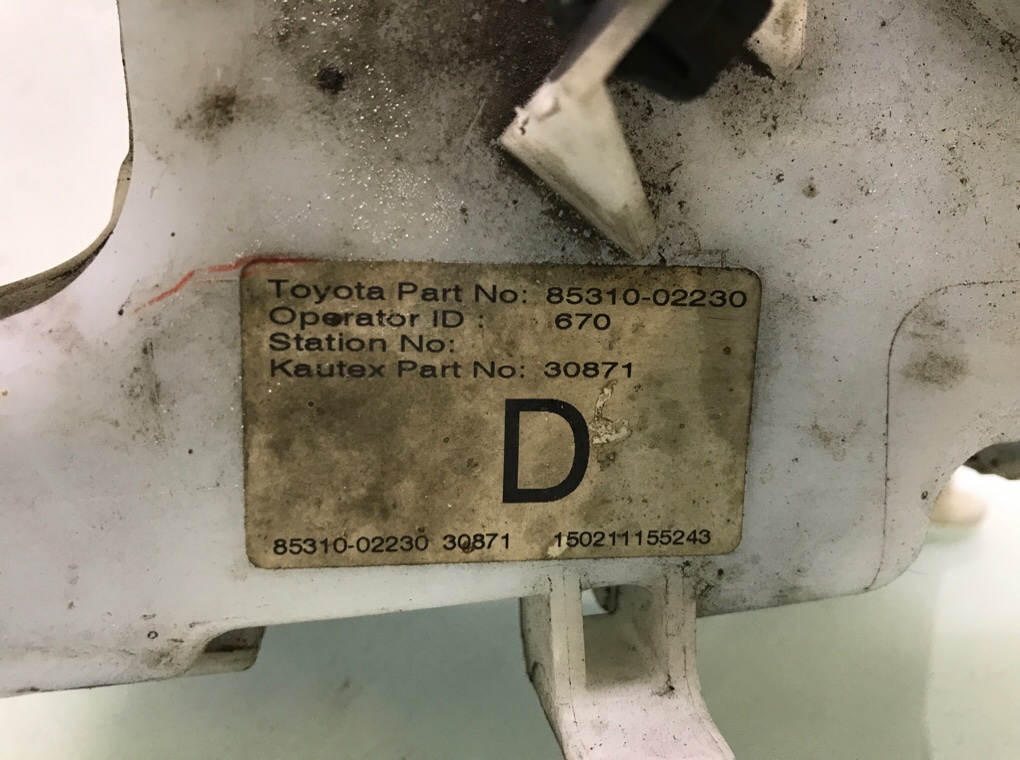 Toyota Part No: 85310-02230
Operator ID : 670
Station No:
Kautex Part No: 30871
D
85310-02230 30871 150211155243